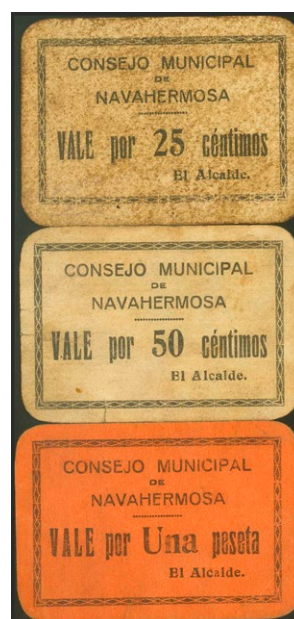 CONSEJO MUNICIPAL
DE
NAVAHERMOSA
VALE por 25 céntimos
El Alcalde.
CONSEJO MUNICIPAL
DE
NAVAHERMOSA
VALE por 50 céntimos
El Alcalde.
CONSEJO MUNICIPAL
DE
NAVAHERMOSA
VALE por Una peseta
El Alcalde.